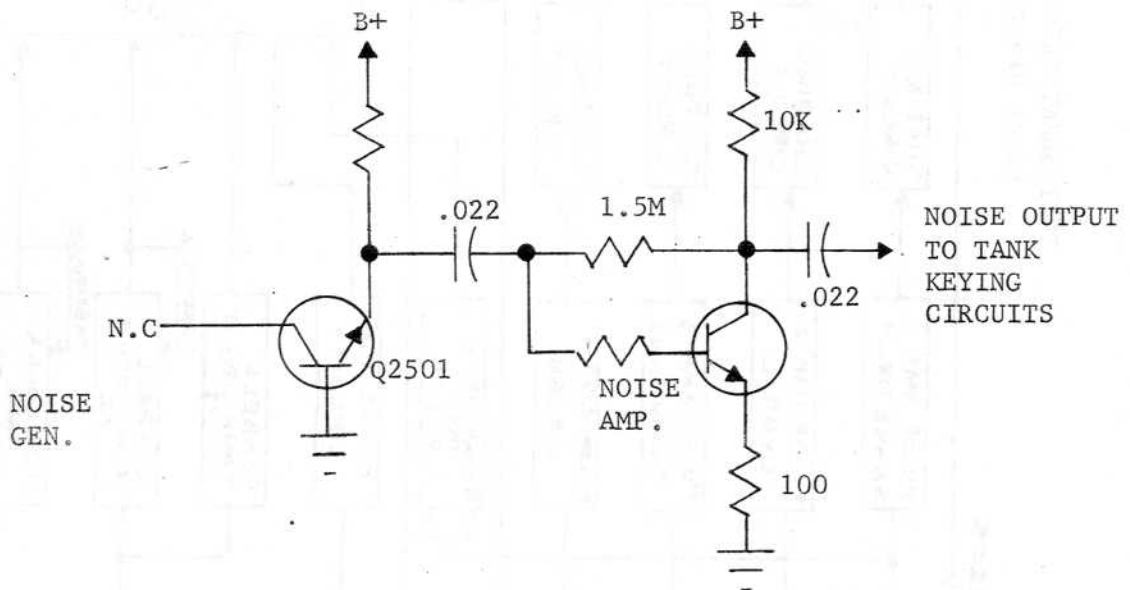 B+
B+
10K
.022
1.5M
NOISE OUTPUT
TO TANK
KEYING
CIRCUITS
.022
N.C
Q2501
NOISE
GEN.
NOISE
AMP.
100